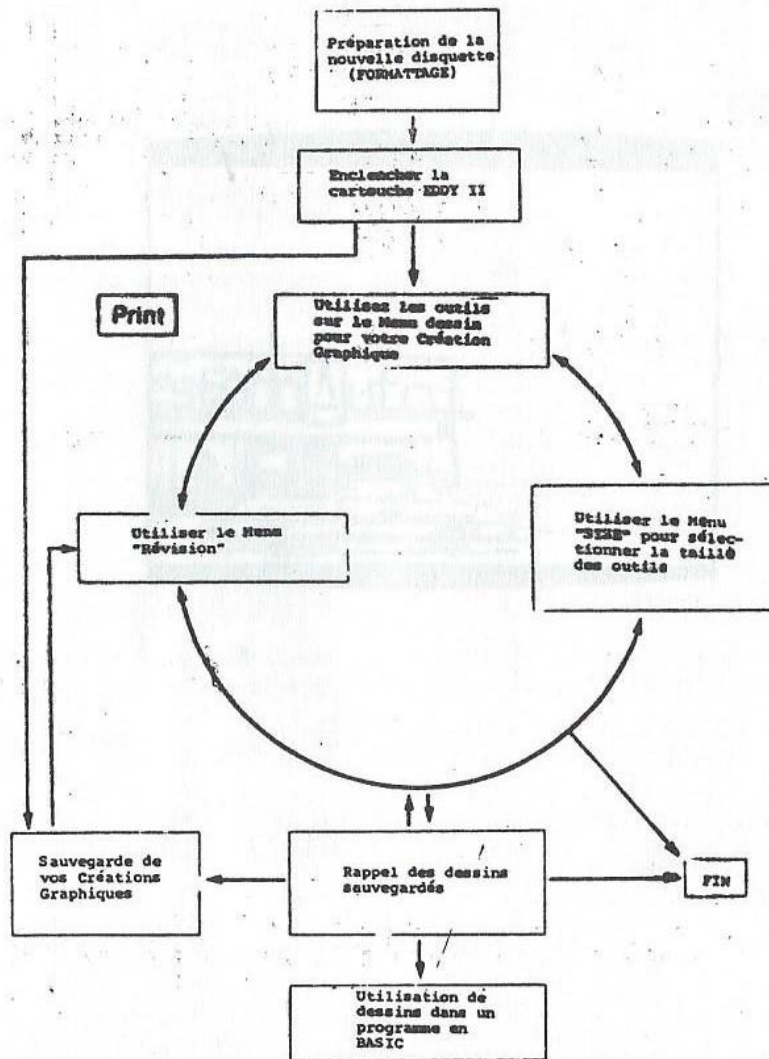 Préparation de la
nouvelle disquette
(FORMATTAGE)
Enclencher la
cartouche EDDY II
Print
Utilisez les outils
sur le Menu dessin
pour votre Création
Graphique
Utiliser le Menu
"Révision"
Utiliser le Menu
"SIZE" pour sélec-
tionner la taille
des outils
Sauvegarde de
vos Créations
Graphiques
Rappel des dessins
sauvegardés
FIN
Utilisation de
dessins dans un
programme en
BASIC